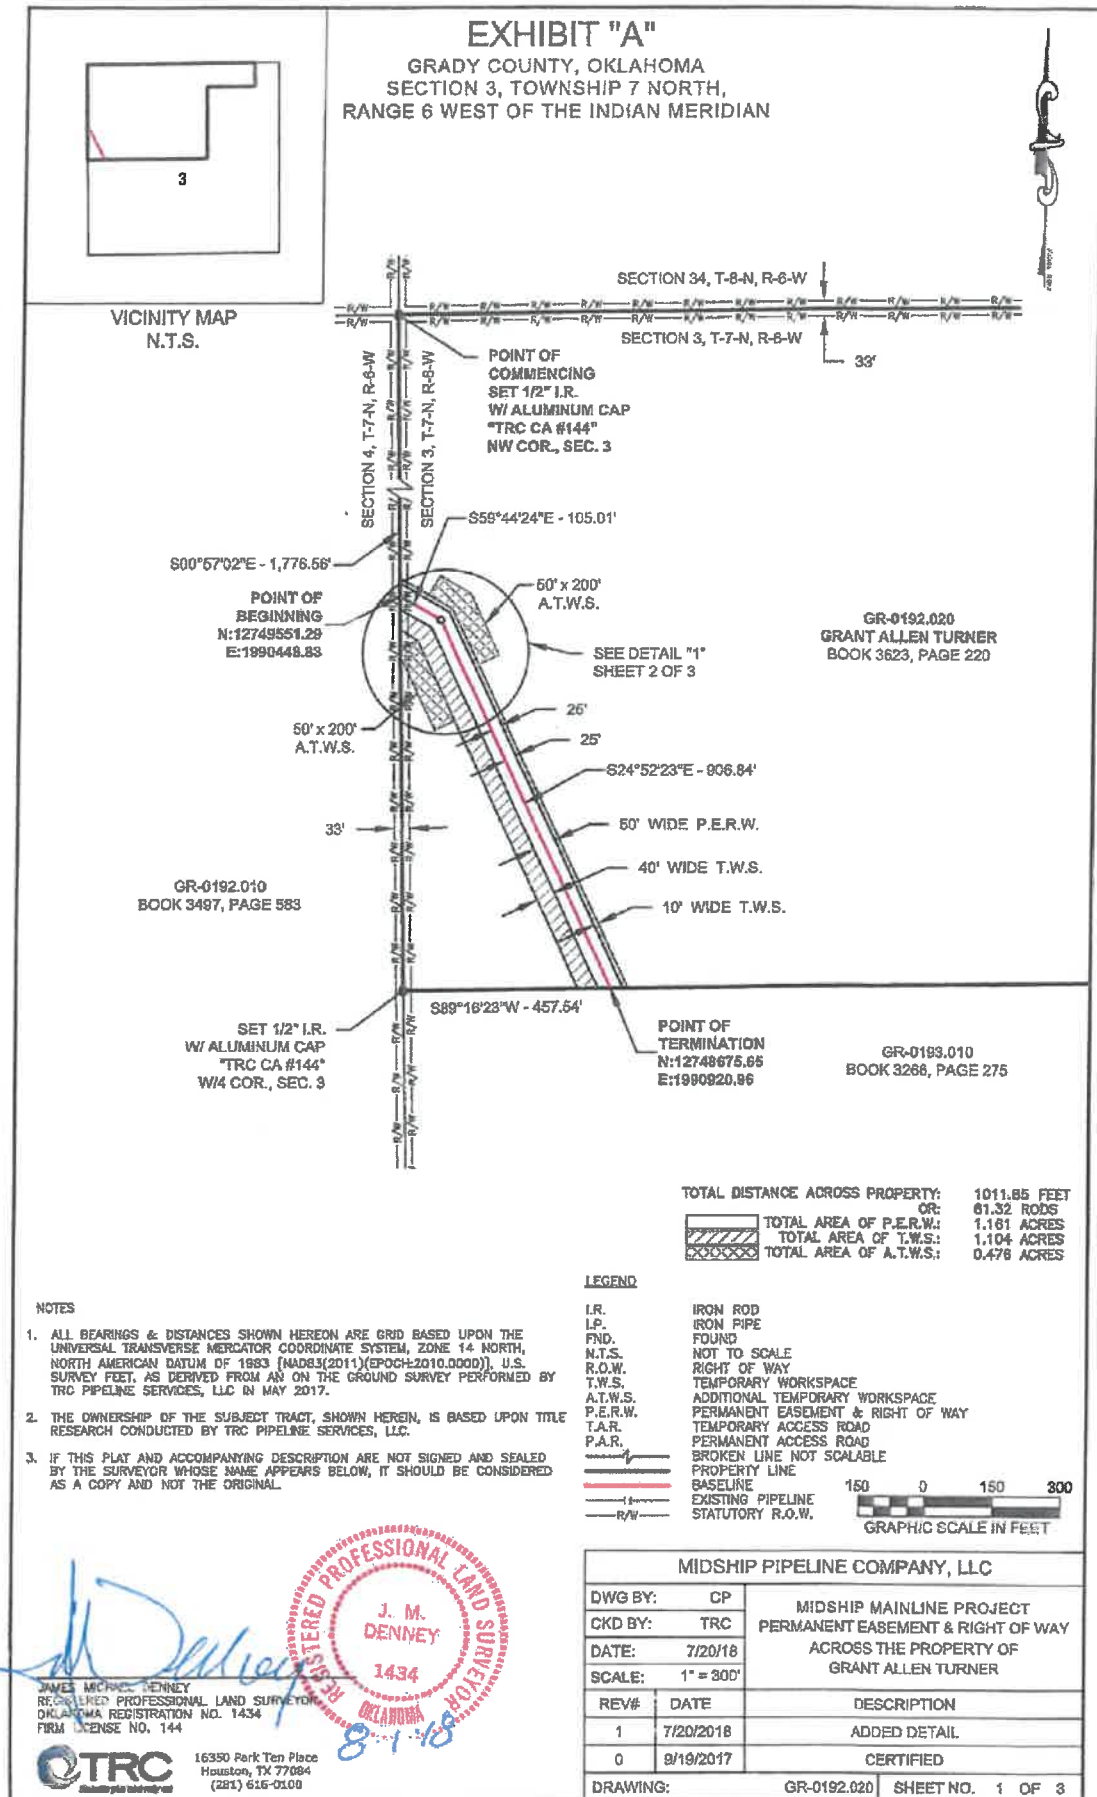 EXHIBIT "A"
GRADY COUNTY, OKLAHOMA
SECTION 3, TOWNSHIP 7 NORTH,
RANGE 6 WEST OF THE INDIAN MERIDIAN
3
VICINITY MAP
N.T.S.
SECTION 34, T-8-N, R-6-W
SECTION 3, T-7-N, R-6-W
33'
POINT OF
COMMENCING
SET 1/2" I.R.
W/ ALUMINUM CAP
"TRC CA #144"
NW COR., SEC. 3
SECTION 4, T-7-N, R-6-W
SECTION 3, T-7-N, R-6-W
S59°44'24"E - 105.01'
S00°57'02"E - 1,776.56'
POINT OF
BEGINNING
N:12749551.29
E:1990448.83
50' x 200'
A.T.W.S.
SEE DETAIL "1"
SHEET 2 OF 3
GR-0192.020
GRANT ALLEN TURNER
BOOK 3623, PAGE 220
50' x 200'
A.T.W.S.
25'
25'
S24°52'23"E - 906.84'
50' WIDE P.E.R.W.
33'
40' WIDE T.W.S.
10' WIDE T.W.S.
GR-0192.010
BOOK 3497, PAGE 583
S89°16'23"W - 457.54'
SET 1/2" I.R.
W/ ALUMINUM CAP
"TRC CA #144"
W/4 COR., SEC. 3
POINT OF
TERMINATION
N:12748675.65
E:1990920.96
GR-0193.010
BOOK 3266, PAGE 275
TOTAL DISTANCE ACROSS PROPERTY: 1011.85 FEET
OR: 61.32 RODS
TOTAL AREA OF P.E.R.W.: 1.161 ACRES
TOTAL AREA OF T.W.S.: 1.104 ACRES
TOTAL AREA OF A.T.W.S.: 0.476 ACRES
NOTES
1. ALL BEARINGS & DISTANCES SHOWN HEREON ARE GRID BASED UPON THE
UNIVERSAL TRANSVERSE MERCATOR COORDINATE SYSTEM, ZONE 14 NORTH,
NORTH AMERICAN DATUM OF 1983 [NAD83(2011)(EPOCH:2010.0000)], U.S.
SURVEY FEET, AS DERIVED FROM AN ON THE GROUND SURVEY PERFORMED BY
TRC PIPELINE SERVICES, LLC IN MAY 2017.
2. THE OWNERSHIP OF THE SUBJECT TRACT, SHOWN HEREIN, IS BASED UPON TITLE
RESEARCH CONDUCTED BY TRC PIPELINE SERVICES, LLC.
3. IF THIS PLAT AND ACCOMPANYING DESCRIPTION ARE NOT SIGNED AND SEALED
BY THE SURVEYOR WHOSE NAME APPEARS BELOW, IT SHOULD BE CONSIDERED
AS A COPY AND NOT THE ORIGINAL.
LEGEND
I.R. IRON ROD
I.P. IRON PIPE
FND. FOUND
N.T.S. NOT TO SCALE
R.O.W. RIGHT OF WAY
T.W.S. TEMPORARY WORKSPACE
A.T.W.S. ADDITIONAL TEMPORARY WORKSPACE
P.E.R.W. PERMANENT EASEMENT & RIGHT OF WAY
T.A.R. TEMPORARY ACCESS ROAD
P.A.R. PERMANENT ACCESS ROAD
BROKEN LINE NOT SCALABLE
PROPERTY LINE
BASELINE
EXISTING PIPELINE
R/W STATUTORY R.O.W.
150 0 150 300
GRAPHIC SCALE IN FEET
REGISTERED PROFESSIONAL LAND SURVEYOR
J. M.
DENNEY
1434
OKLAHOMA
8-1-18
JAMES MICHAEL DENNEY
REGISTERED PROFESSIONAL LAND SURVEYOR
OKLAHOMA REGISTRATION NO. 1434
FIRM LICENSE NO. 144
TRC
16350 Park Ten Place
Houston, TX 77084
(281) 616-0100
MIDSHIP PIPELINE COMPANY, LLC
DWG BY: CP
CKD BY: TRC
DATE: 7/20/18
SCALE: 1" = 300'
MIDSHIP MAINLINE PROJECT
PERMANENT EASEMENT & RIGHT OF WAY
ACROSS THE PROPERTY OF
GRANT ALLEN TURNER
REV# DATE DESCRIPTION
1 7/20/2018 ADDED DETAIL
0 9/19/2017 CERTIFIED
DRAWING: GR-0192.020 SHEET NO. 1 OF 3